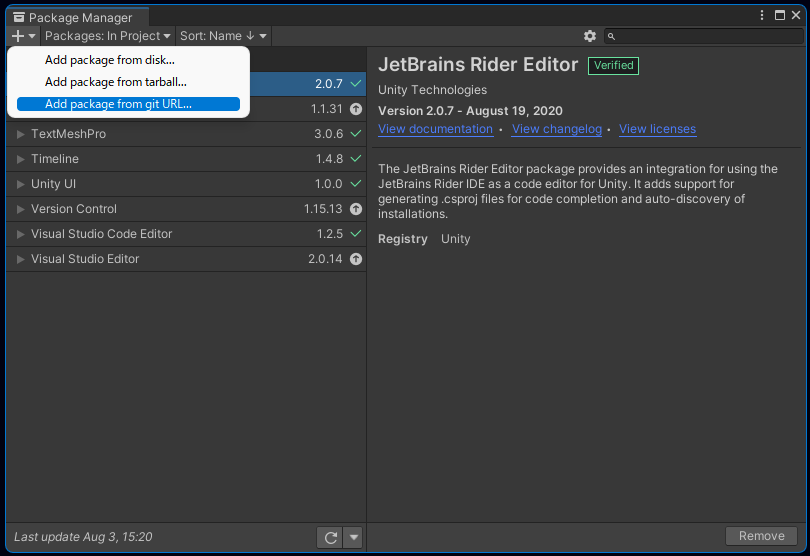 Package Manager
Packages: In Project
Sort: Name ↓
Add package from disk...
Add package from tarball...
Add package from git URL...
2.0.7
1.1.31
TextMeshPro 3.0.6
Timeline 1.4.8
Unity UI 1.0.0
Version Control 1.15.13
Visual Studio Code Editor 1.2.5
Visual Studio Editor 2.0.14
Last update Aug 3, 15:20
JetBrains Rider Editor Verified
Unity Technologies
Version 2.0.7 - August 19, 2020
View documentation • View changelog • View licenses
The JetBrains Rider Editor package provides an integration for using the
JetBrains Rider IDE as a code editor for Unity. It adds support for
generating .csproj files for code completion and auto-discovery of
installations.
Registry Unity
Remove